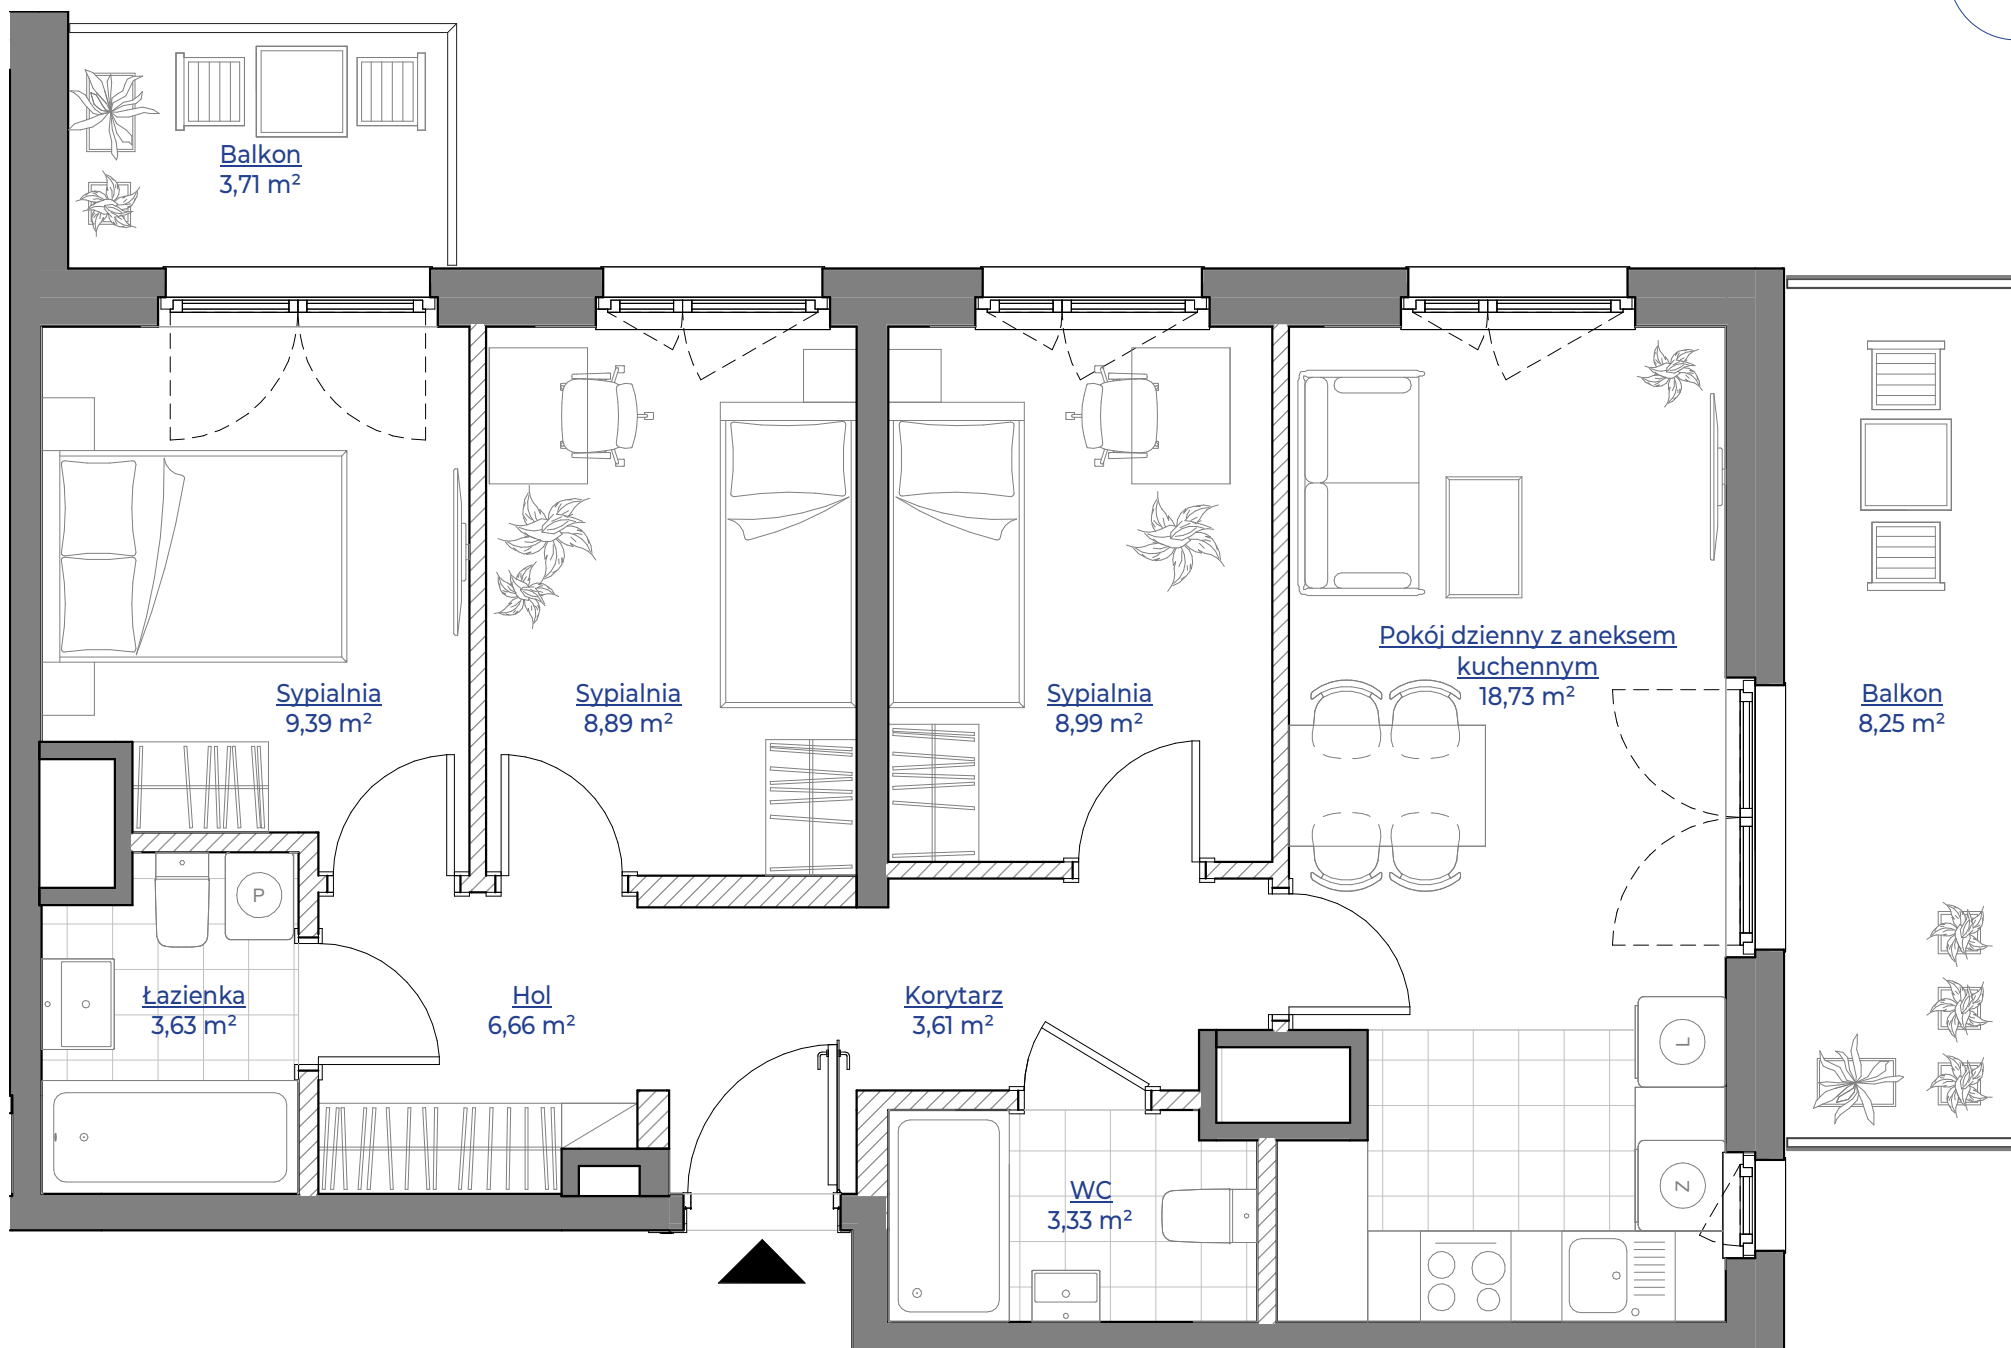 Balkon
3,71 m²
Sypialnia
9,39 m²
Sypialnia
8,89 m²
Sypialnia
8,99 m²
Pokój dzienny z aneksem
kuchennym
18,73 m²
Balkon
8,25 m²
P
Łazienka
3,63 m²
Hol
6,66 m²
Korytarz
3,61 m²
L
WC
3,33 m²
Z